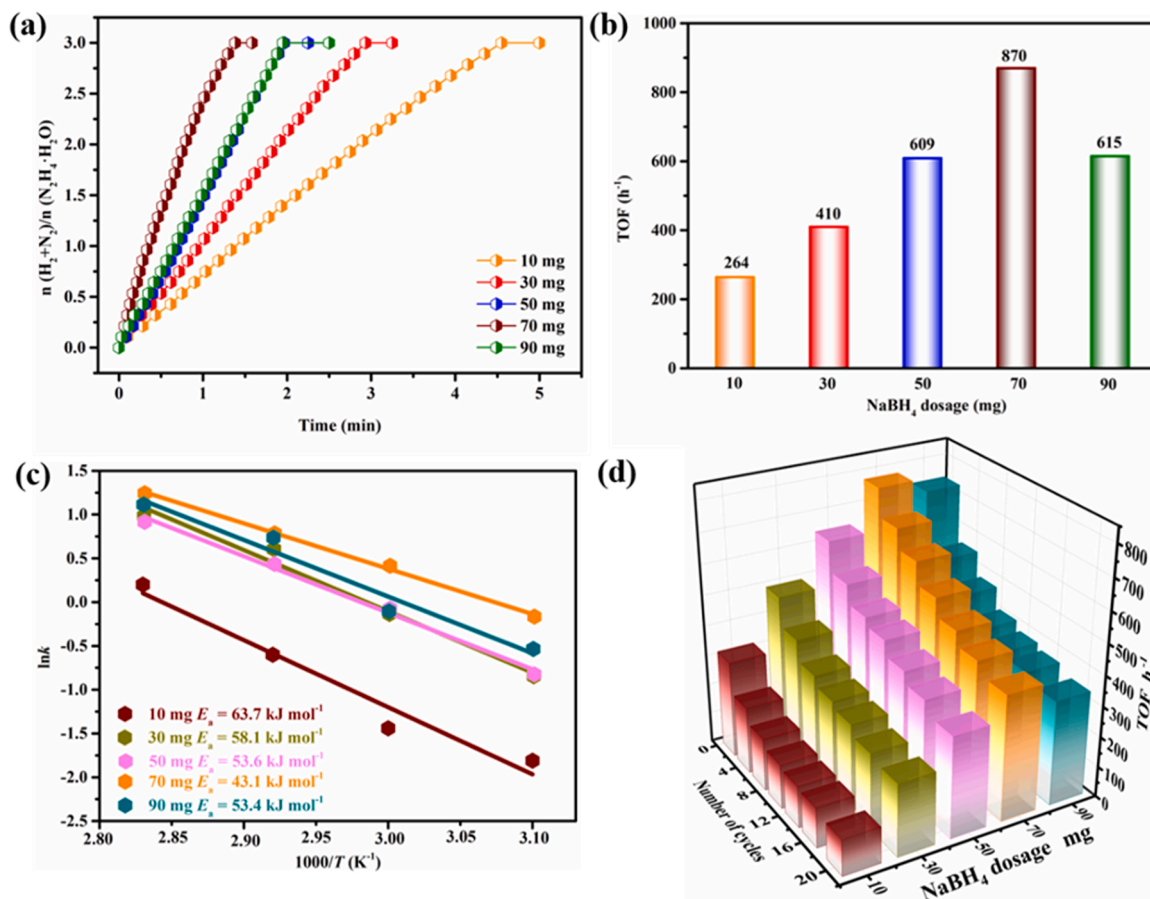 (a)
n (H₂+N₂)/n (N₂H₄·H₂O)
3.0
2.5
2.0
1.5
1.0
0.5
0.0
10 mg
30 mg
50 mg
70 mg
90 mg
0 1 2 3 4 5
Time (min)
(b)
TOF (h⁻¹)
1000
800
600
400
200
0
264
410
609
870
615
10 30 50 70 90
NaBH₄ dosage (mg)
(c)
lnk
1.5
1.0
0.5
0.0
-0.5
-1.0
-1.5
-2.0
-2.5
10 mg Eₐ = 63.7 kJ mol⁻¹
30 mg Eₐ = 58.1 kJ mol⁻¹
50 mg Eₐ = 53.6 kJ mol⁻¹
70 mg Eₐ = 43.1 kJ mol⁻¹
90 mg Eₐ = 53.4 kJ mol⁻¹
2.80 2.85 2.90 2.95 3.00 3.05 3.10
1000/T (K⁻¹)
(d)
800
700
600
500
400
300
200
100
0
TOF h⁻¹
0
4
8
12
16
20
Number of cycles
10 30 50 70 90
NaBH₄ dosage mg